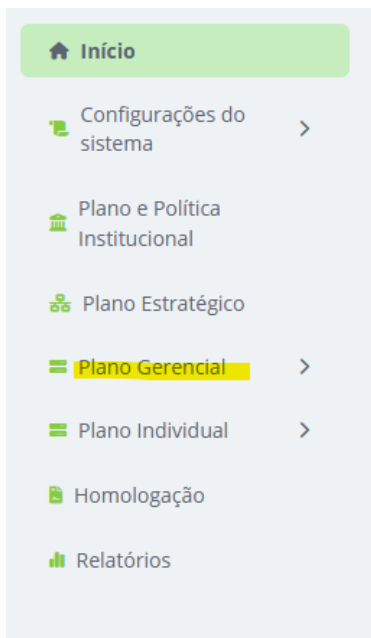 Início
Configurações do
sistema
Plano e Política
Institucional
Plano Estratégico
Plano Gerencial
Plano Individual
Homologação
Relatórios